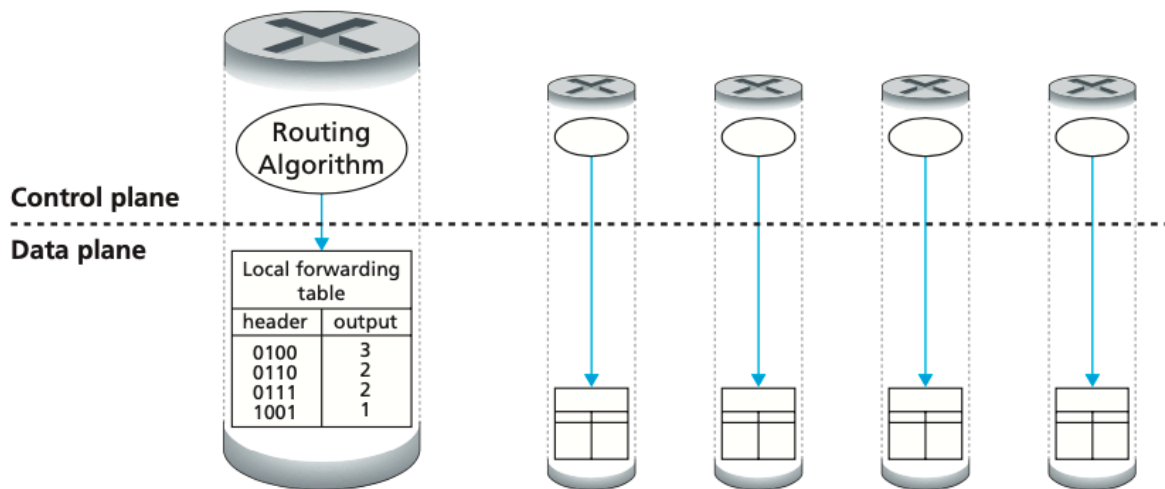 Routing
Algorithm
Control plane
Data plane
Local forwarding
table
header output
0100 3
0110 2
0111 2
1001 1